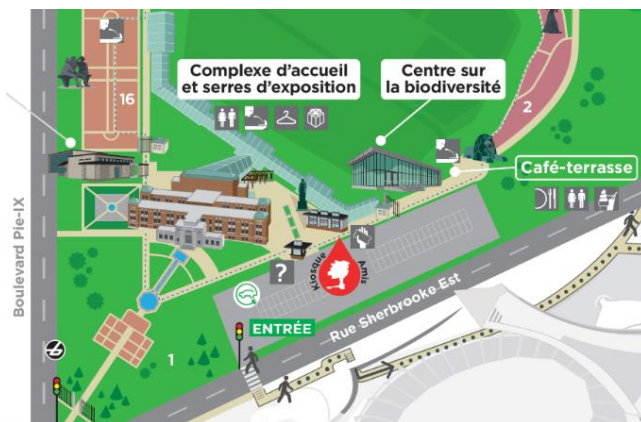 Complexe d'accueil
et serres d'exposition
Centre sur
la biodiversité
16
2
Café-terrasse
Boulevard Pie-IX
?
Kiosque
Amis
Rue Sherbrooke Est
ENTRÉE
1